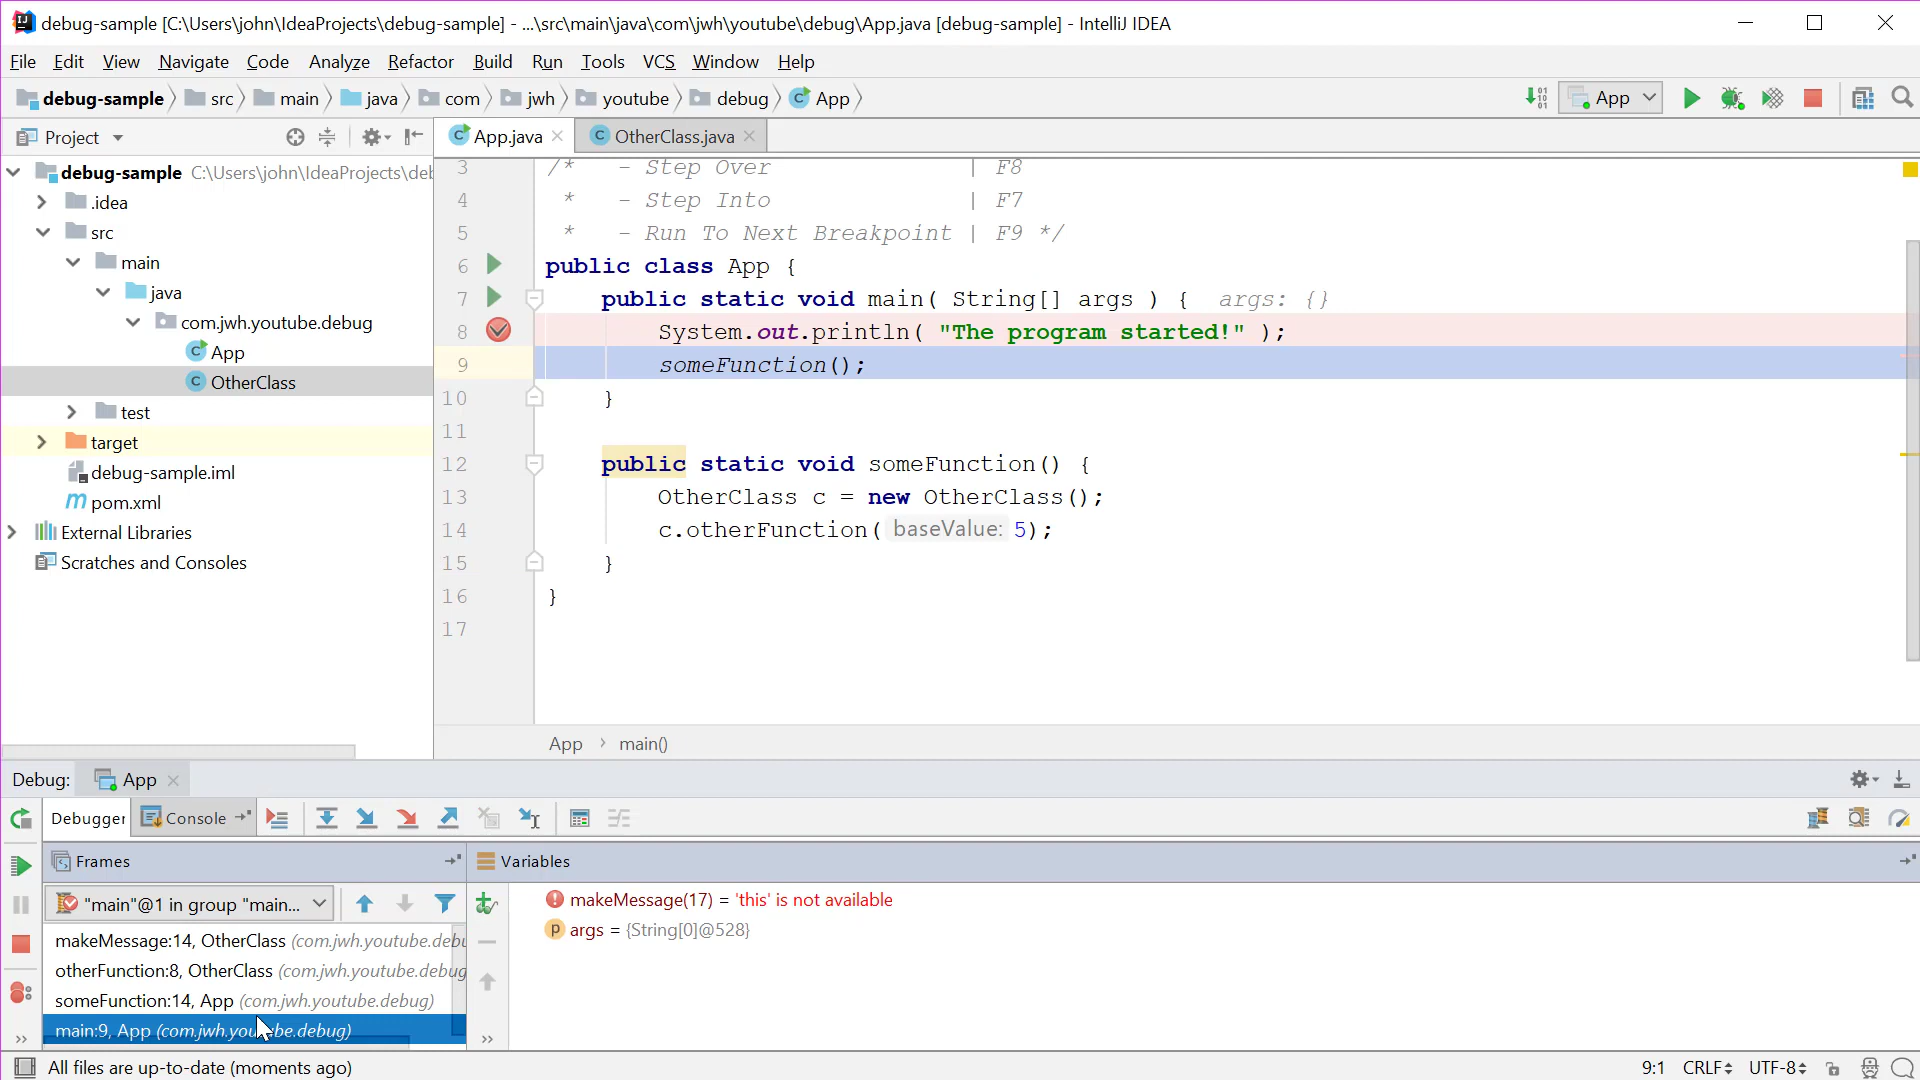 debug-sample [C:\Users\john\IdeaProjects\debug-sample] - ...\src\main\java\com\jwh\youtube\debug\App.java [debug-sample] - IntelliJ IDEA
File Edit View Navigate Code Analyze Refactor Build Run Tools VCS Window Help
debug-sample src main java com jwh youtube debug App App
Project
App.java OtherClass.java
debug-sample C:\Users\john\IdeaProjects\deb
.idea
src
main
java
com.jwh.youtube.debug
App
OtherClass
test
target
debug-sample.iml
pom.xml
External Libraries
Scratches and Consoles
3 /* - Step Over | F8
4 * - Step Into | F7
5 * - Run To Next Breakpoint | F9 */
6 public class App {
7 public static void main( String[] args ) { args: {}
8 System.out.println( "The program started!" );
9 someFunction();
10 }
11
12 public static void someFunction() {
13 OtherClass c = new OtherClass();
14 c.otherFunction( baseValue: 5);
15 }
16 }
17
App › main()
Debug: App
Debugger Console
Frames Variables
"main"@1 in group "main...
makeMessage:14, OtherClass (com.jwh.youtube.debu
otherFunction:8, OtherClass (com.jwh.youtube.debug
someFunction:14, App (com.jwh.youtube.debug)
main:9, App (com.jwh.youtube.debug)
makeMessage(17) = 'this' is not available
args = {String[0]@528}
All files are up-to-date (moments ago) 9:1 CRLF UTF-8